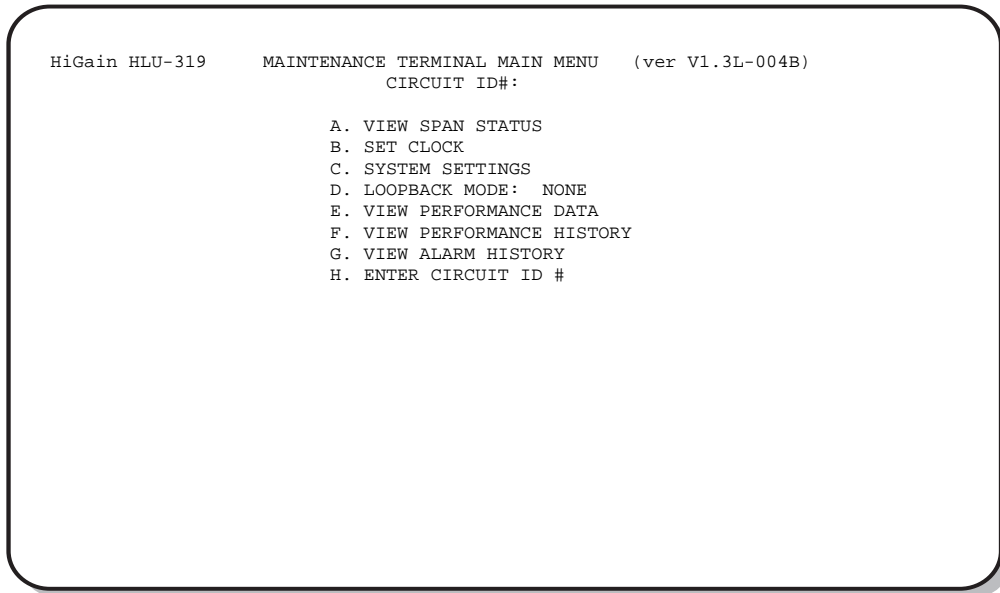 HiGain HLU-319 MAINTENANCE TERMINAL MAIN MENU (ver V1.3L-004B)
CIRCUIT ID#:
A. VIEW SPAN STATUS
B. SET CLOCK
C. SYSTEM SETTINGS
D. LOOPBACK MODE: NONE
E. VIEW PERFORMANCE DATA
F. VIEW PERFORMANCE HISTORY
G. VIEW ALARM HISTORY
H. ENTER CIRCUIT ID #